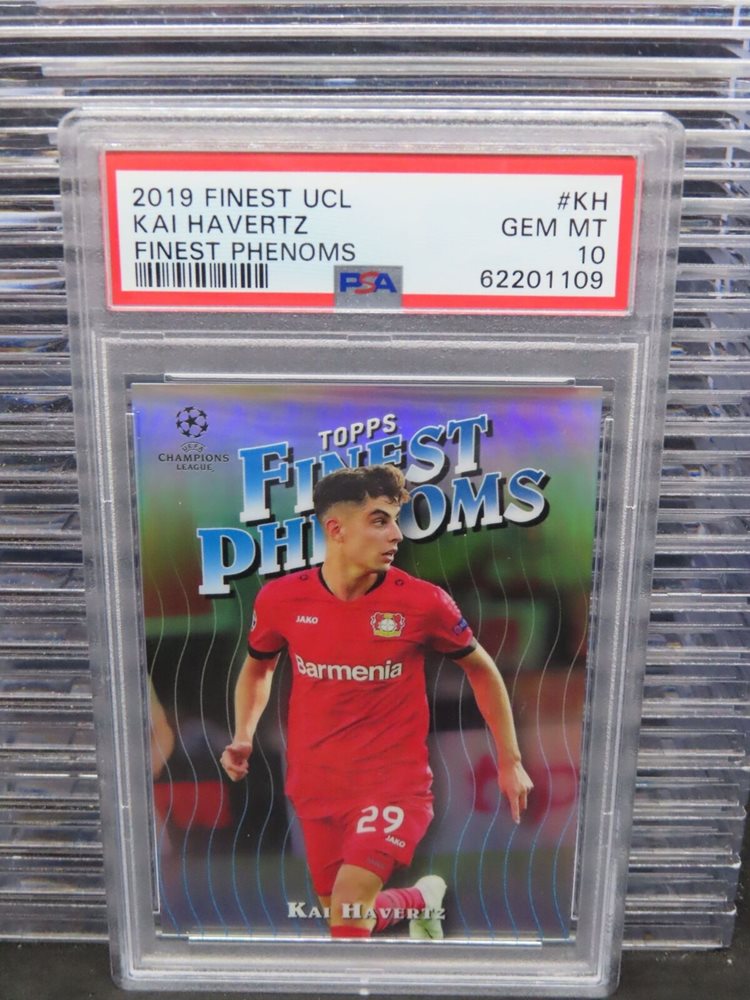 2019 FINEST UCL
#KH
KAI HAVERTZ
GEM MT
FINEST PHENOMS
10
PSA
62201109
UEFA
CHAMPIONS
LEAGUE
TOPPS
FINEST
PHENOMS
JAKO
Barmenia
29
JAKO
KAI HAVERTZ